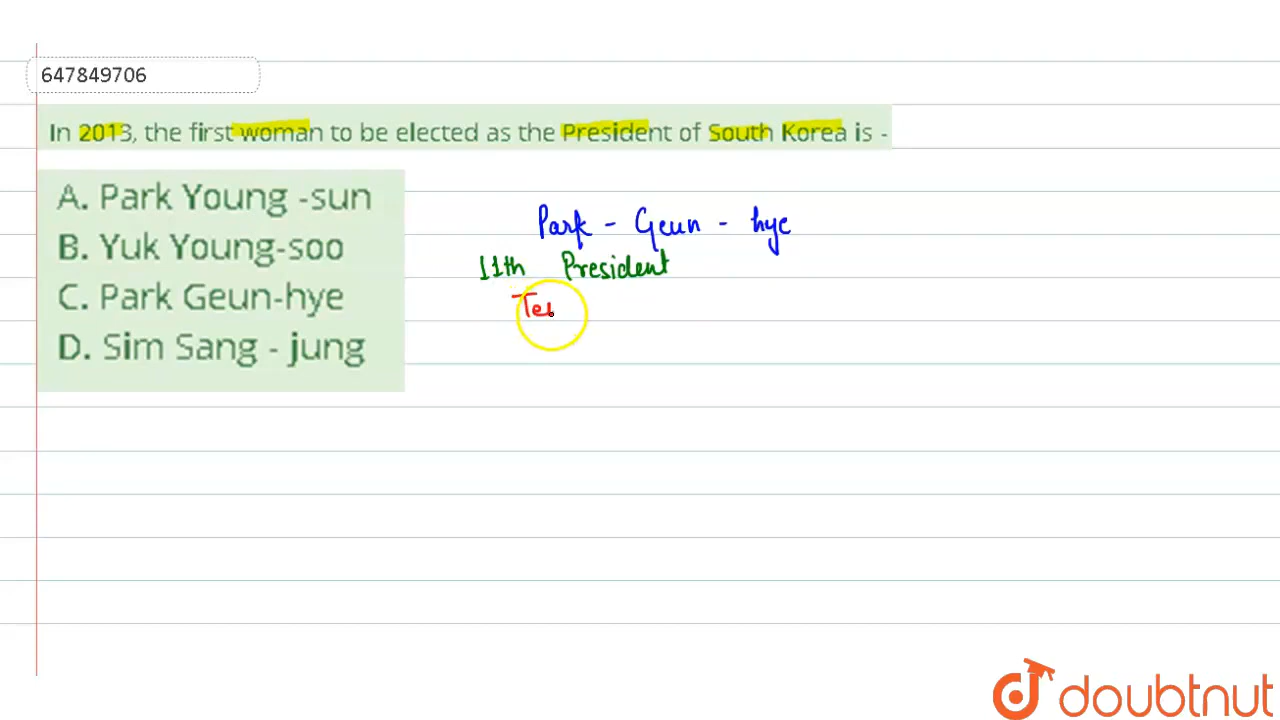 647849706
In 2013, the first woman to be elected as the President of South Korea is -
A. Park Young -sun
B. Yuk Young-soo
C. Park Geun-hye
D. Sim Sang - jung
Park - Geun - hye
11th President
Ter
doubtnut